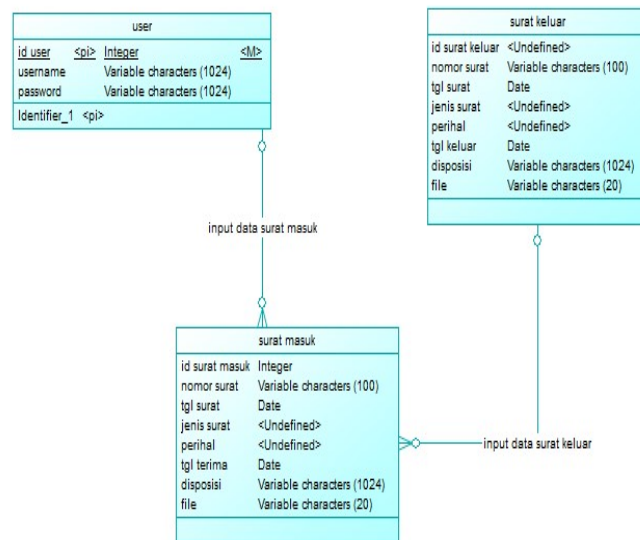 user
id user <pi> Integer <M>
username Variable characters (1024)
password Variable characters (1024)
Identifier_1 <pi>
surat keluar
id surat keluar <Undefined>
nomor surat Variable characters (100)
tgl surat Date
jenis surat <Undefined>
perihal <Undefined>
tgl keluar Date
disposisi Variable characters (1024)
file Variable characters (20)
input data surat masuk
surat masuk
id surat masuk Integer
nomor surat Variable characters (100)
tgl surat Date
jenis surat <Undefined>
perihal <Undefined>
tgl terima Date
disposisi Variable characters (1024)
file Variable characters (20)
input data surat keluar